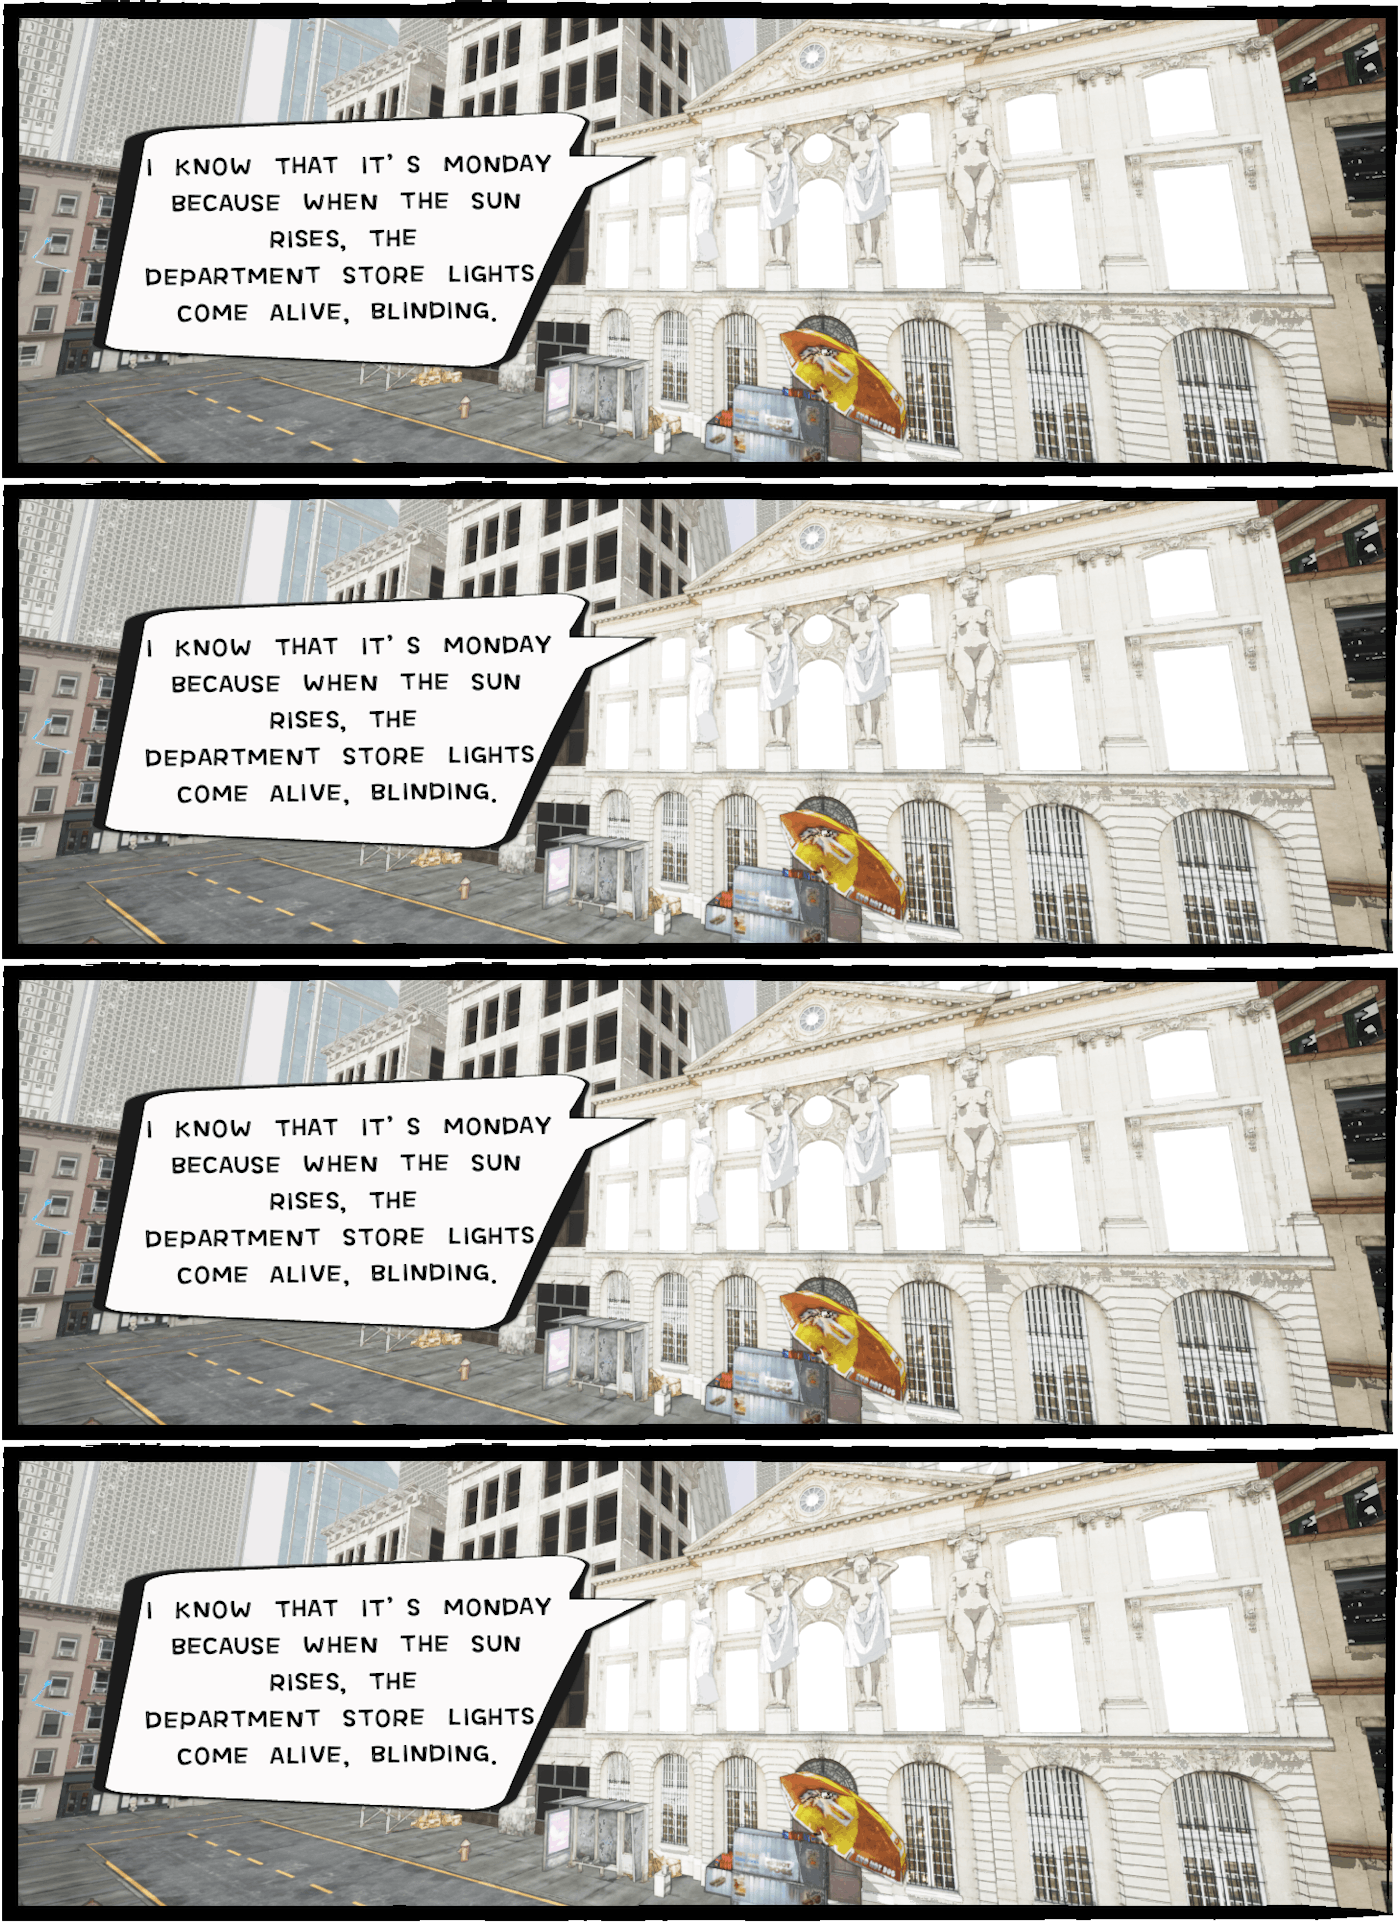 I KNOW THAT IT'S MONDAY
BECAUSE WHEN THE SUN
RISES, THE
DEPARTMENT STORE LIGHTS
COME ALIVE, BLINDING.
I KNOW THAT IT'S MONDAY
BECAUSE WHEN THE SUN
RISES, THE
DEPARTMENT STORE LIGHTS
COME ALIVE, BLINDING.
I KNOW THAT IT'S MONDAY
BECAUSE WHEN THE SUN
RISES, THE
DEPARTMENT STORE LIGHTS
COME ALIVE, BLINDING.
I KNOW THAT IT'S MONDAY
BECAUSE WHEN THE SUN
RISES, THE
DEPARTMENT STORE LIGHTS
COME ALIVE, BLINDING.